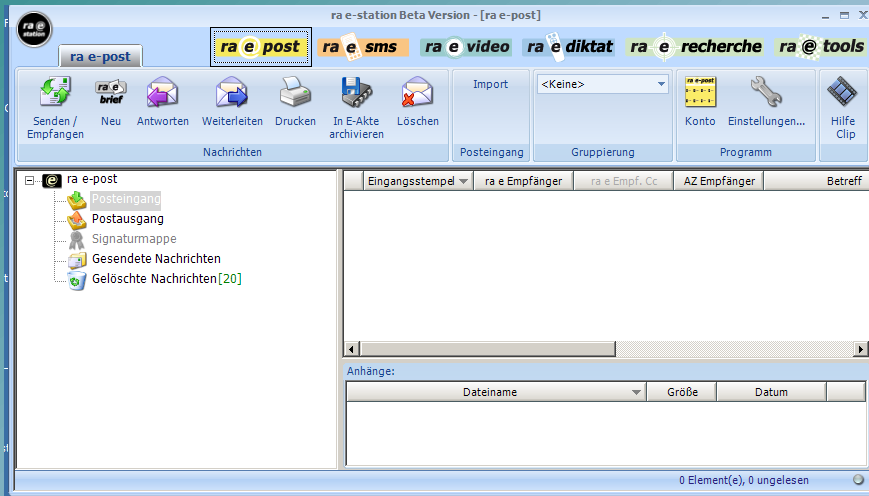 ra e-station Beta Version - [ra e-post]
ra e station
ra e-post
ra e post
ra e sms
ra e video
ra e diktat
ra e recherche
ra @ tools
Senden / Empfangen
ra e brief
Neu
Antworten
Weiterleiten
Drucken
In E-Akte archivieren
Löschen
Nachrichten
Import
Posteingang
<Keine>
Gruppierung
ra e-post
Konto
Einstellungen...
Programm
Hilfe Clip
ra e-post
Posteingang
Postausgang
Signaturmappe
Gesendete Nachrichten
Gelöschte Nachrichten [20]
Eingangsstempel
ra e Empfänger
ra e Empf. Cc
AZ Empfänger
Betreff
Anhänge:
Dateiname
Größe
Datum
0 Element(e), 0 ungelesen